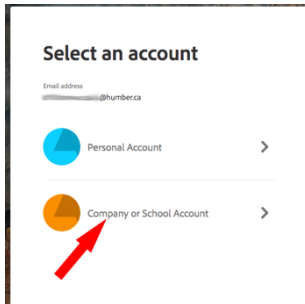 Select an account
Email address
@humber.ca
Personal Account
Company or School Account